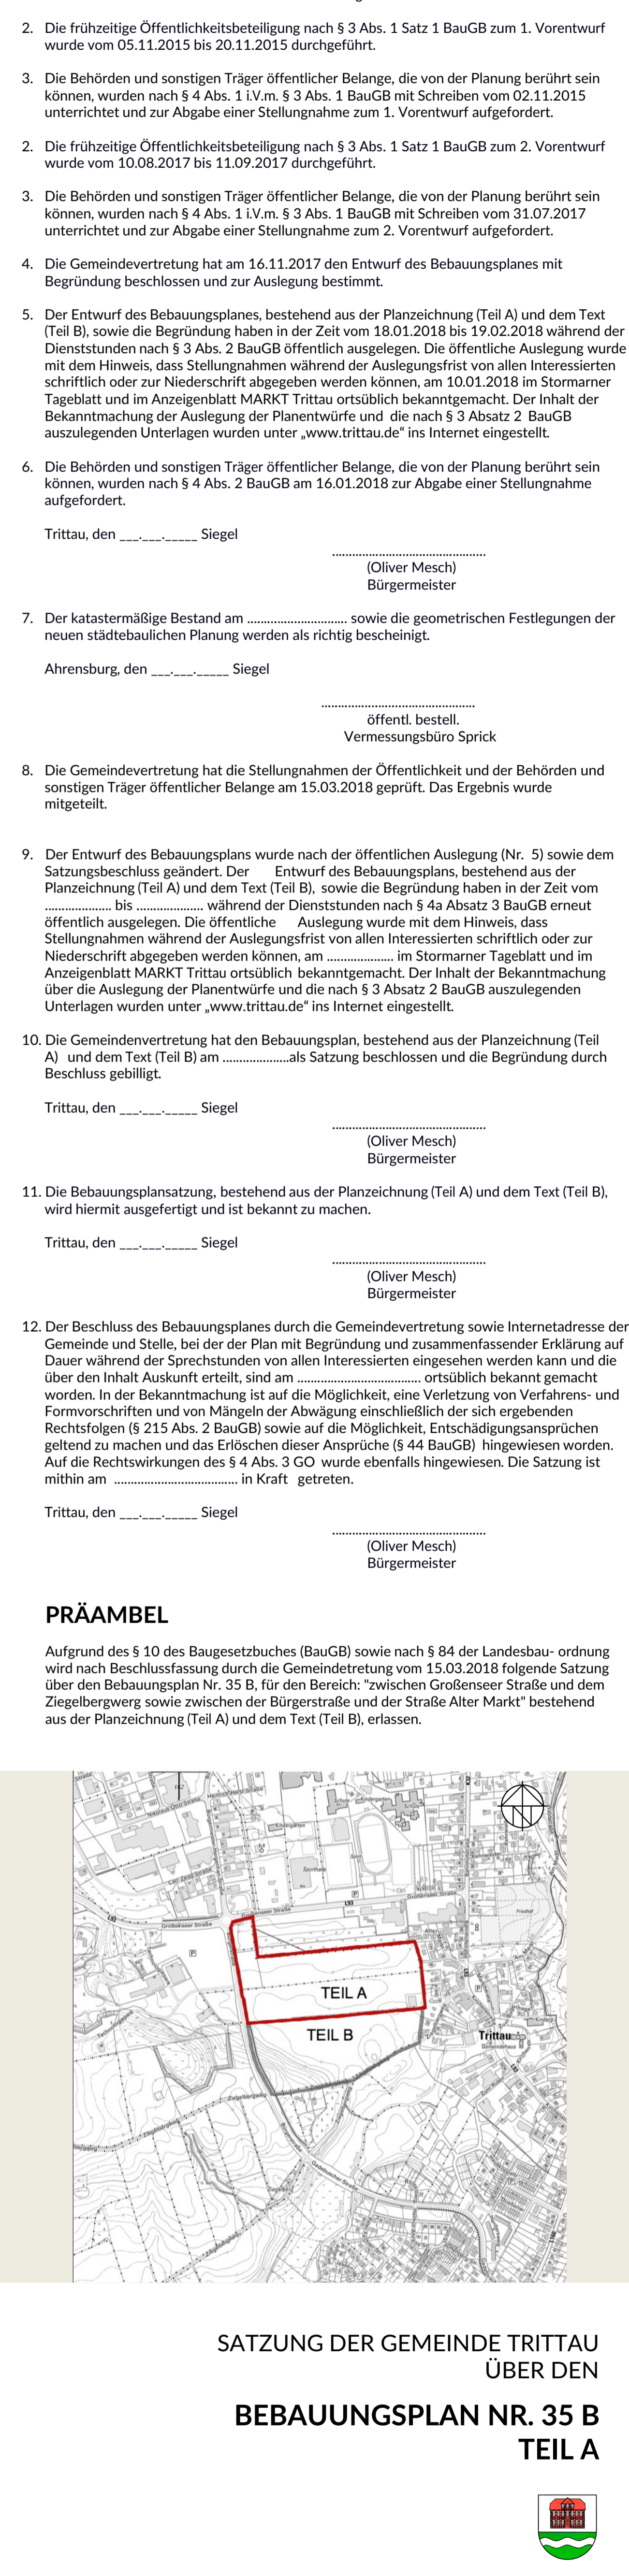 2. Die frühzeitige Öffentlichkeitsbeteiligung nach § 3 Abs. 1 Satz 1 BauGB zum 1. Vorentwurf
wurde vom 05.11.2015 bis 20.11.2015 durchgeführt.
3. Die Behörden und sonstigen Träger öffentlicher Belange, die von der Planung berührt sein
können, wurden nach § 4 Abs. 1 i.V.m. § 3 Abs. 1 BauGB mit Schreiben vom 02.11.2015
unterrichtet und zur Abgabe einer Stellungnahme zum 1. Vorentwurf aufgefordert.
2. Die frühzeitige Öffentlichkeitsbeteiligung nach § 3 Abs. 1 Satz 1 BauGB zum 2. Vorentwurf
wurde vom 10.08.2017 bis 11.09.2017 durchgeführt.
3. Die Behörden und sonstigen Träger öffentlicher Belange, die von der Planung berührt sein
können, wurden nach § 4 Abs. 1 i.V.m. § 3 Abs. 1 BauGB mit Schreiben vom 31.07.2017
unterrichtet und zur Abgabe einer Stellungnahme zum 2. Vorentwurf aufgefordert.
4. Die Gemeindevertretung hat am 16.11.2017 den Entwurf des Bebauungsplanes mit
Begründung beschlossen und zur Auslegung bestimmt.
5. Der Entwurf des Bebauungsplanes, bestehend aus der Planzeichnung (Teil A) und dem Text
(Teil B), sowie die Begründung haben in der Zeit vom 18.01.2018 bis 19.02.2018 während der
Dienststunden nach § 3 Abs. 2 BauGB öffentlich ausgelegen. Die öffentliche Auslegung wurde
mit dem Hinweis, dass Stellungnahmen während der Auslegungsfrist von allen Interessierten
schriftlich oder zur Niederschrift abgegeben werden können, am 10.01.2018 im Stormarner
Tageblatt und im Anzeigenblatt MARKT Trittau ortsüblich bekanntgemacht. Der Inhalt der
Bekanntmachung der Auslegung der Planentwürfe und die nach § 3 Absatz 2 BauGB
auszulegenden Unterlagen wurden unter „www.trittau.de“ ins Internet eingestellt.
6. Die Behörden und sonstigen Träger öffentlicher Belange, die von der Planung berührt sein
können, wurden nach § 4 Abs. 2 BauGB am 16.01.2018 zur Abgabe einer Stellungnahme
aufgefordert.
Trittau, den ___.___._____ Siegel
..............................................
(Oliver Mesch)
Bürgermeister
7. Der katastermäßige Bestand am .............................. sowie die geometrischen Festlegungen der
neuen städtebaulichen Planung werden als richtig bescheinigt.
Ahrensburg, den ___.___._____ Siegel
..............................................
öffentl. bestell.
Vermessungsbüro Sprick
8. Die Gemeindevertretung hat die Stellungnahmen der Öffentlichkeit und der Behörden und
sonstigen Träger öffentlicher Belange am 15.03.2018 geprüft. Das Ergebnis wurde
mitgeteilt.
9. Der Entwurf des Bebauungsplans wurde nach der öffentlichen Auslegung (Nr. 5) sowie dem
Satzungsbeschluss geändert. Der Entwurf des Bebauungsplans, bestehend aus der
Planzeichnung (Teil A) und dem Text (Teil B), sowie die Begründung haben in der Zeit vom
.................... bis .................... während der Dienststunden nach § 4a Absatz 3 BauGB erneut
öffentlich ausgelegen. Die öffentliche Auslegung wurde mit dem Hinweis, dass
Stellungnahmen während der Auslegungsfrist von allen Interessierten schriftlich oder zur
Niederschrift abgegeben werden können, am .................... im Stormarner Tageblatt und im
Anzeigenblatt MARKT Trittau ortsüblich bekanntgemacht. Der Inhalt der Bekanntmachung
über die Auslegung der Planentwürfe und die nach § 3 Absatz 2 BauGB auszulegenden
Unterlagen wurden unter „www.trittau.de“ ins Internet eingestellt.
10. Die Gemeindenvertretung hat den Bebauungsplan, bestehend aus der Planzeichnung (Teil
A) und dem Text (Teil B) am ....................als Satzung beschlossen und die Begründung durch
Beschluss gebilligt.
Trittau, den ___.___._____ Siegel
..............................................
(Oliver Mesch)
Bürgermeister
11. Die Bebauungsplansatzung, bestehend aus der Planzeichnung (Teil A) und dem Text (Teil B),
wird hiermit ausgefertigt und ist bekannt zu machen.
Trittau, den ___.___._____ Siegel
..............................................
(Oliver Mesch)
Bürgermeister
12. Der Beschluss des Bebauungsplanes durch die Gemeindevertretung sowie Internetadresse der
Gemeinde und Stelle, bei der der Plan mit Begründung und zusammenfassender Erklärung auf
Dauer während der Sprechstunden von allen Interessierten eingesehen werden kann und die
über den Inhalt Auskunft erteilt, sind am ..................................... ortsüblich bekannt gemacht
worden. In der Bekanntmachung ist auf die Möglichkeit, eine Verletzung von Verfahrens- und
Formvorschriften und von Mängeln der Abwägung einschließlich der sich ergebenden
Rechtsfolgen (§ 215 Abs. 2 BauGB) sowie auf die Möglichkeit, Entschädigungsansprüchen
geltend zu machen und das Erlöschen dieser Ansprüche (§ 44 BauGB) hingewiesen worden.
Auf die Rechtswirkungen des § 4 Abs. 3 GO wurde ebenfalls hingewiesen. Die Satzung ist
mithin am ..................................... in Kraft getreten.
Trittau, den ___.___._____ Siegel
..............................................
(Oliver Mesch)
Bürgermeister
PRÄAMBEL
Aufgrund des § 10 des Baugesetzbuches (BauGB) sowie nach § 84 der Landesbau- ordnung
wird nach Beschlussfassung durch die Gemeindetretung vom 15.03.2018 folgende Satzung
über den Bebauungsplan Nr. 35 B, für den Bereich: "zwischen Großenseer Straße und dem
Ziegelbergwerg sowie zwischen der Bürgerstraße und der Straße Alter Markt" bestehend
aus der Planzeichnung (Teil A) und dem Text (Teil B), erlassen.
N
Sporthalle
L93
Großenseer Straße
Großenseer Straße
Friedhof
TEIL A
TEIL B
Trittau
Gemeindehaus
Ziegelbergweg
Ziegelberg
SATZUNG DER GEMEINDE TRITTAU
ÜBER DEN
BEBAUUNGSPLAN NR. 35 B
TEIL A